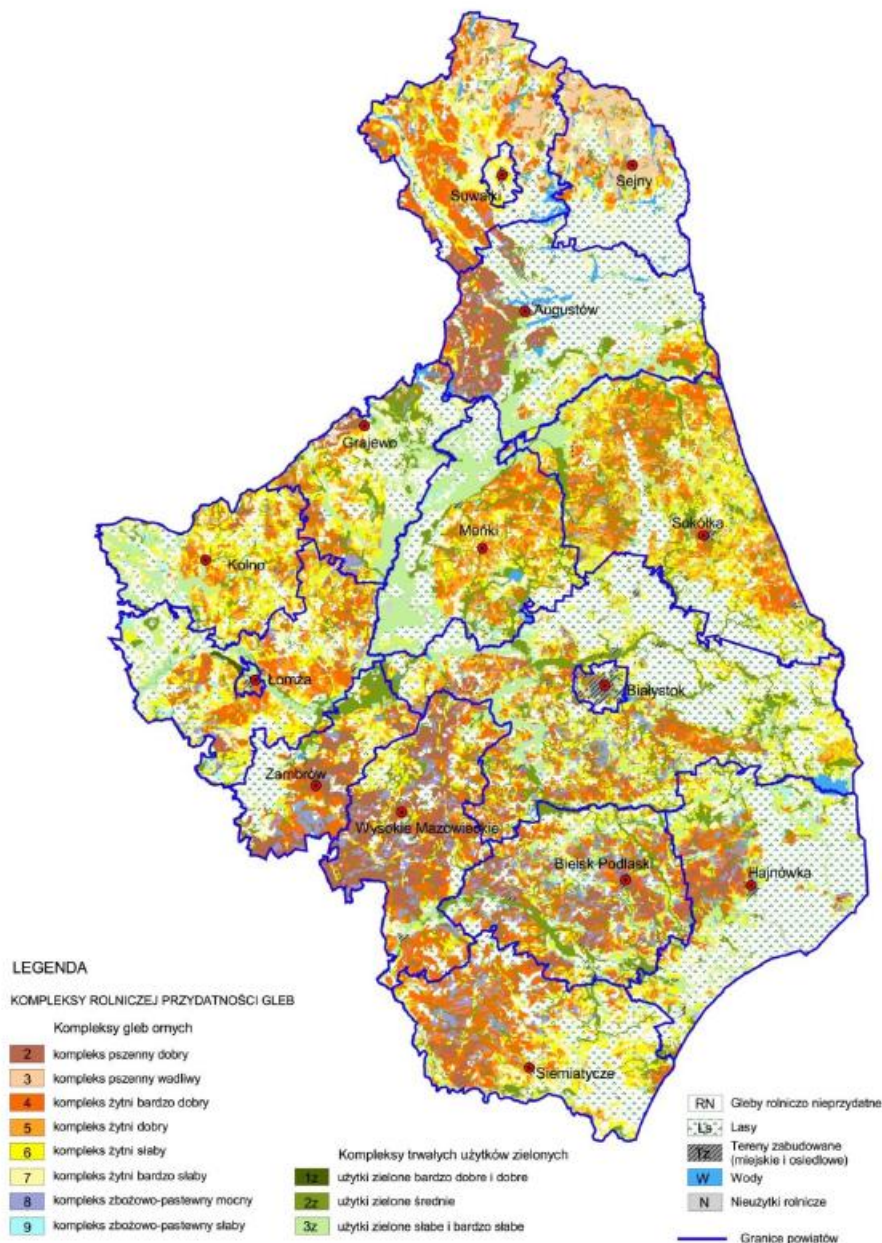 Suwałki
Sejny
Augustów
Grajewo
Mońki
Sokółka
Kolno
Łomża
Białystok
Zambrów
Wysokie Mazowieckie
Bielsk Podlaski
Hajnówka
Siemiatycze
LEGENDA
KOMPLEKSY ROLNICZEJ PRZYDATNOŚCI GLEB
Kompleksy gleb ornych
2 kompleks pszenny dobry
3 kompleks pszenny wadliwy
4 kompleks żytni bardzo dobry
5 kompleks żytni dobry
6 kompleks żytni słaby
7 kompleks żytni bardzo słaby
8 kompleks zbożowo-pastewny mocny
9 kompleks zbożowo-pastewny słaby
Kompleksy trwałych użytków zielonych
1z użytki zielone bardzo dobre i dobre
2z użytki zielone średnie
3z użytki zielone słabe i bardzo słabe
RN Gleby rolniczo nieprzydatne
Ls Lasy
Tz Tereny zabudowane
(miejskie i osiedlowe)
W Wody
N Nieużytki rolnicze
Granice powiatów